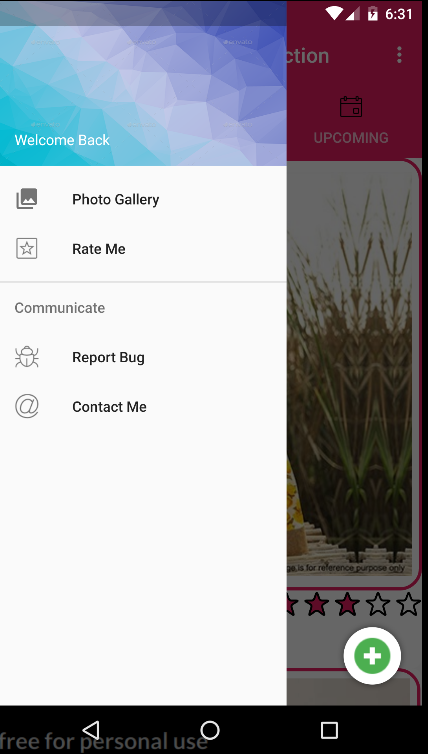 6:31
ction
UPCOMING
Welcome Back
Photo Gallery
Rate Me
Communicate
Report Bug
Contact Me
ge is for reference purpose only
free for personal use